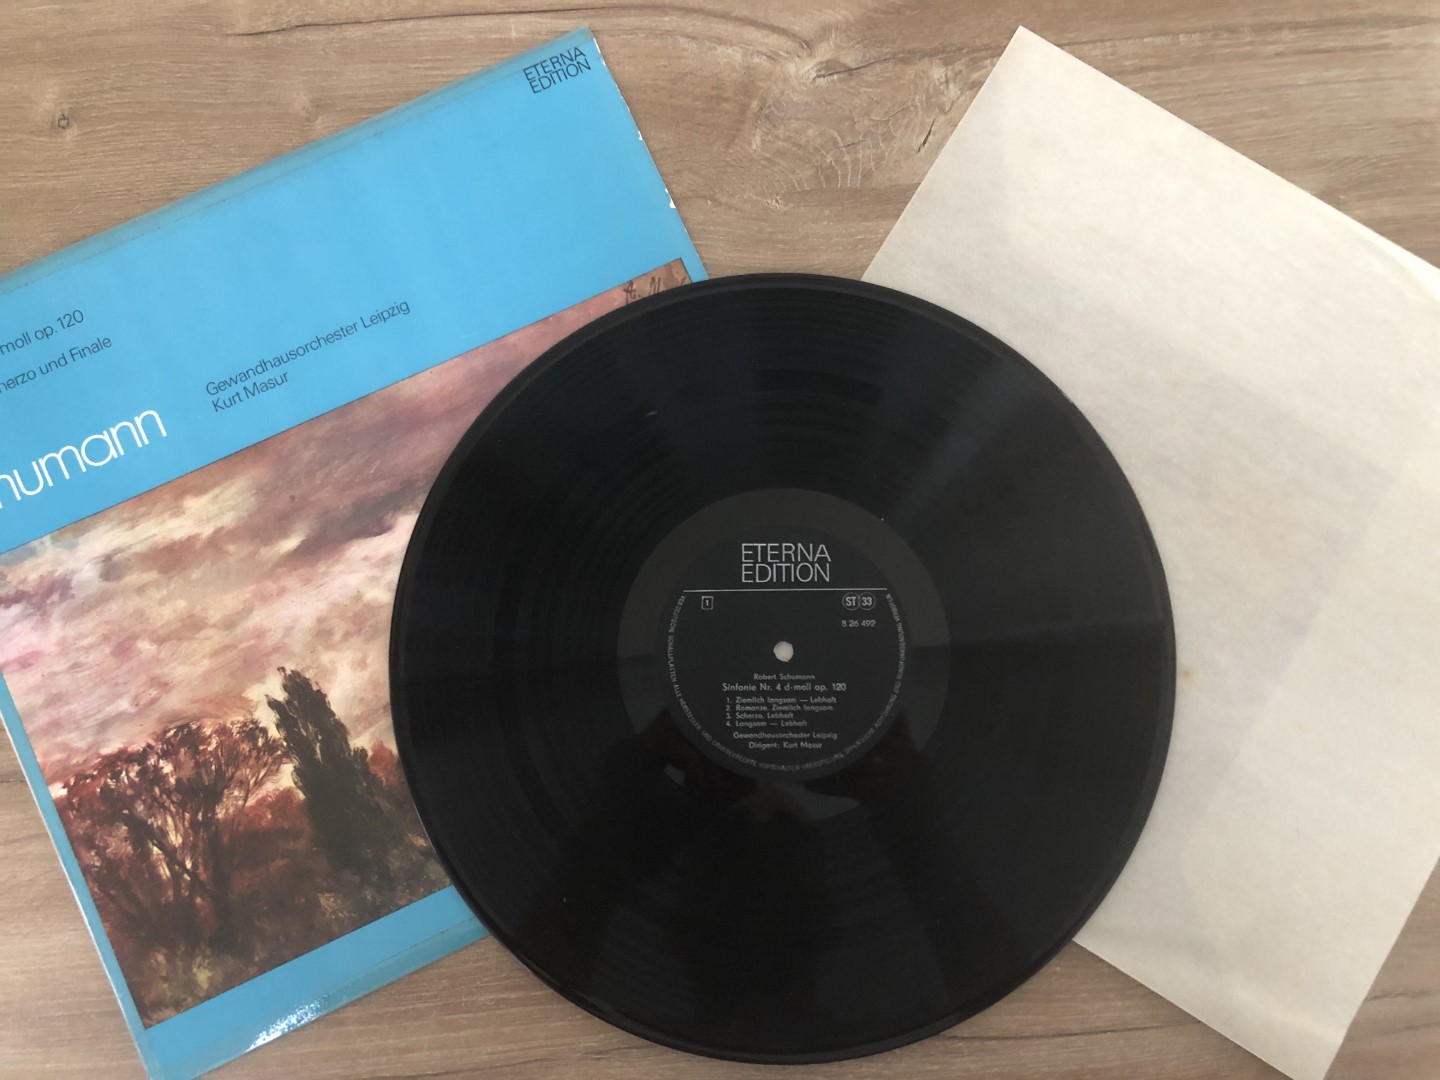 ETERNA
EDITION
moll op. 120
herzo und Finale
Gewandhausorchester Leipzig
Kurt Masur
humann
ETERNA
EDITION
1
ST 33
8 26 492
Robert Schumann
Sinfonie Nr. 4 d-moll op. 120
1. Ziemlich langsam — Lebhaft
2. Romanze. Ziemlich langsam
3. Scherzo. Lebhaft
4. Langsam — Lebhaft
Gewandhausorchester Leipzig
Dirigent: Kurt Masur